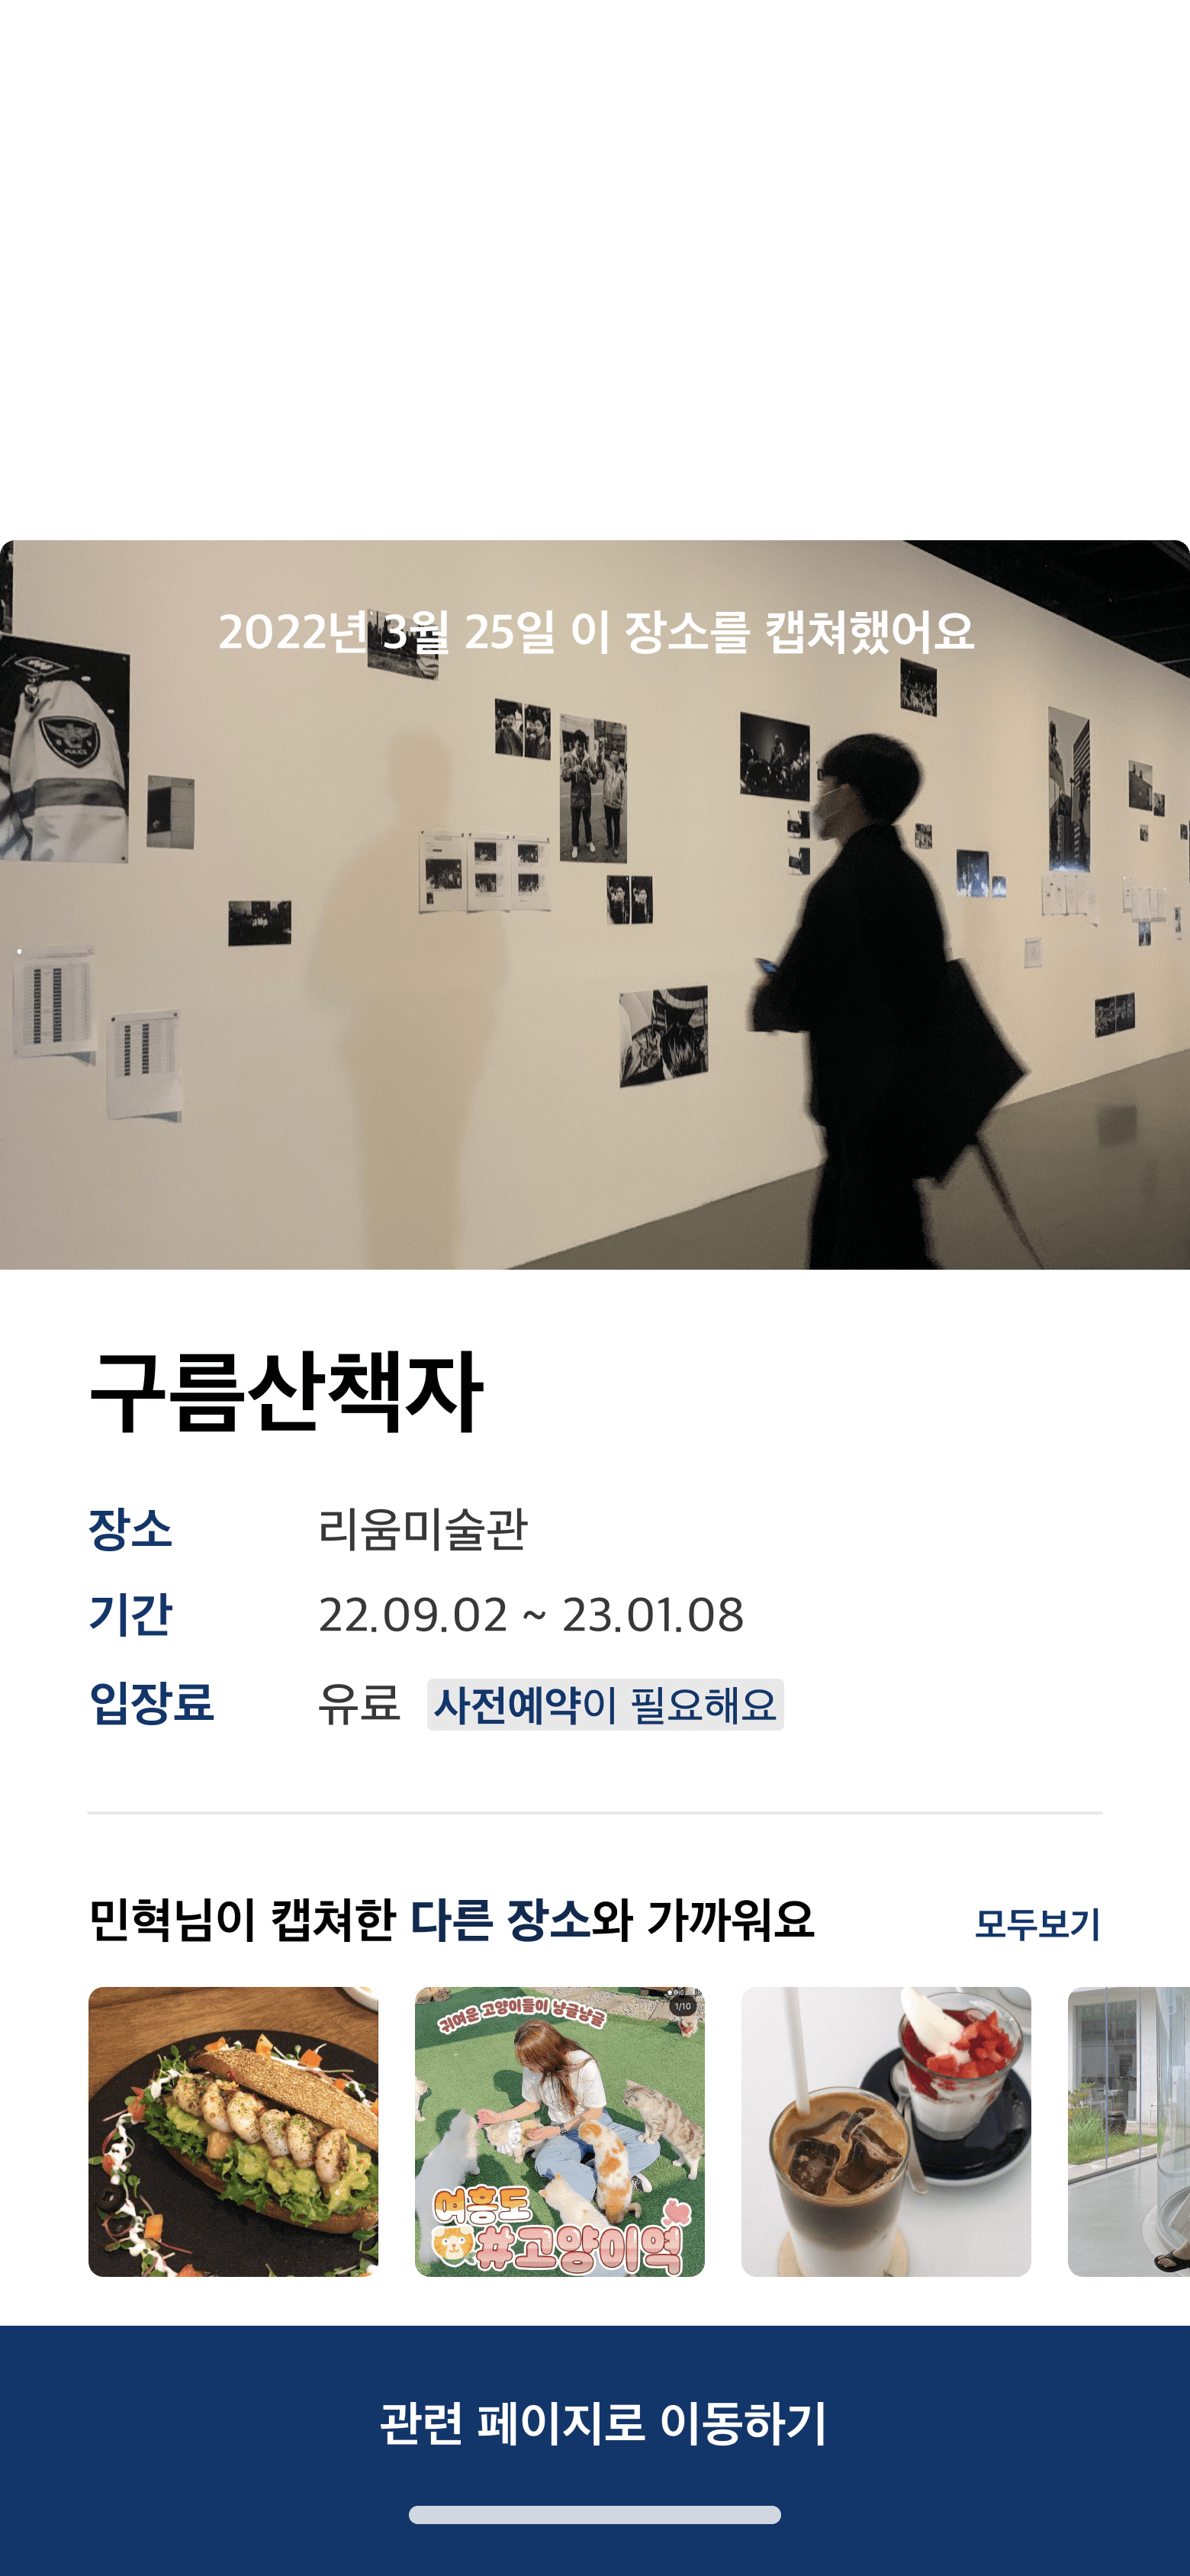 2022년 3월 25일 이 장소를 캡쳐했어요
POLICE
구름산책자
장소 리움미술관
기간 22.09.02 ~ 23.01.08
입장료 유료 사전예약이 필요해요
민혁님이 캡쳐한 다른 장소와 가까워요 모두보기
1/10
귀여운 고양이들이 냥글냥글
여흥도
#고양이역
관련 페이지로 이동하기